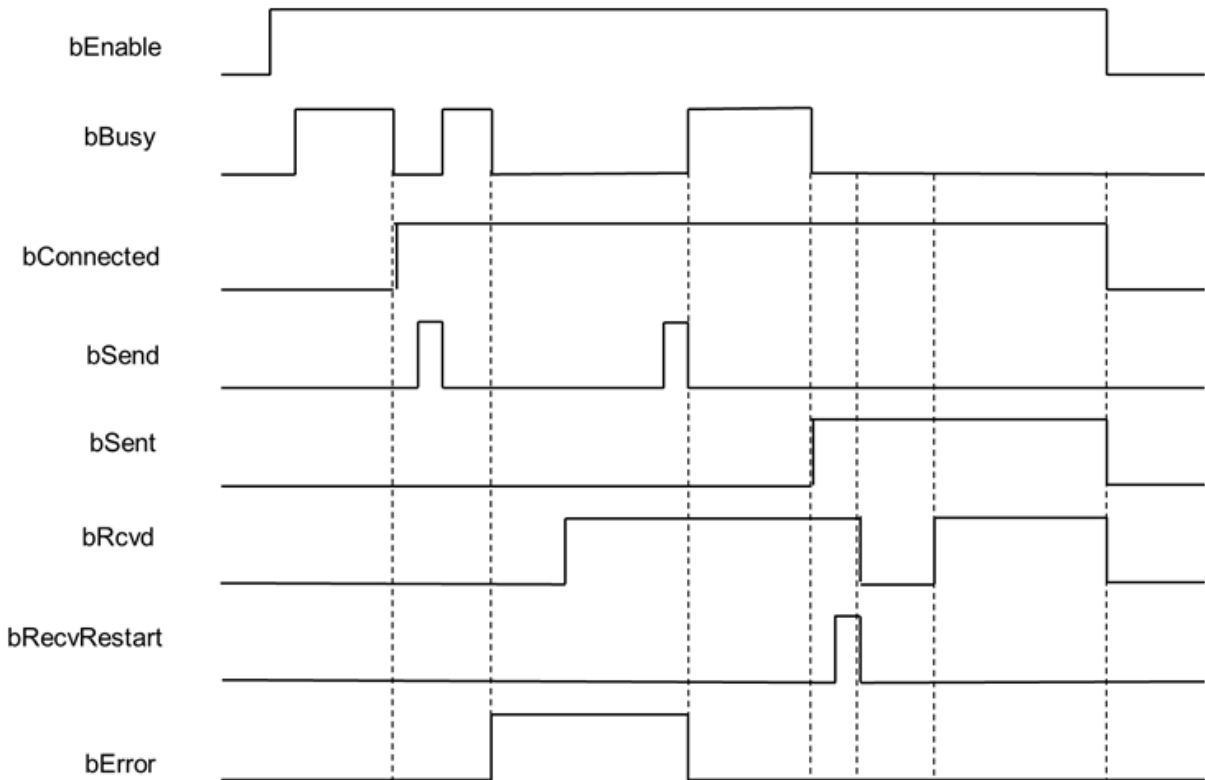 bEnable
bBusy
bConnected
bSend
bSent
bRcvd
bRecvRestart
bError